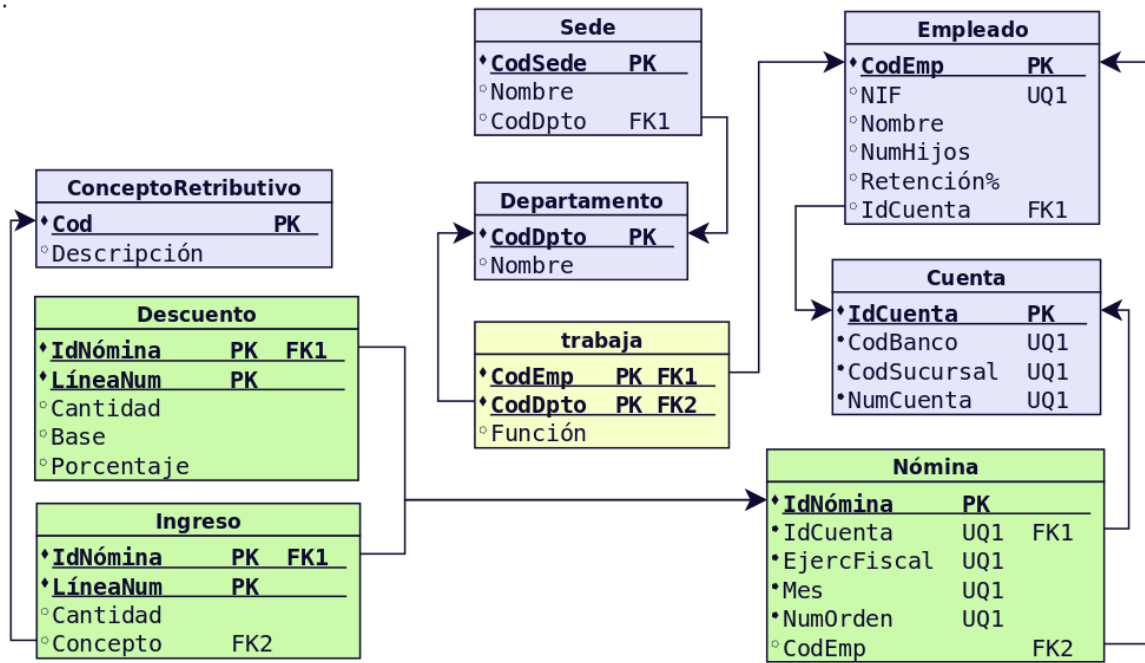 Sede
CodSede PK
Nombre
CodDpto FK1
Empleado
CodEmp PK
NIF UQ1
Nombre
NumHijos
Retención%
IdCuenta FK1
ConceptoRetributivo
Cod PK
Descripción
Departamento
CodDpto PK
Nombre
Cuenta
IdCuenta PK
CodBanco UQ1
CodSucursal UQ1
NumCuenta UQ1
Descuento
IdNómina PK FK1
LíneaNum PK
Cantidad
Base
Porcentaje
trabaja
CodEmp PK FK1
CodDpto PK FK2
Función
Ingreso
IdNómina PK FK1
LíneaNum PK
Cantidad
Concepto FK2
Nómina
IdNómina PK
IdCuenta UQ1 FK1
EjercFiscal UQ1
Mes UQ1
NumOrden UQ1
CodEmp FK2